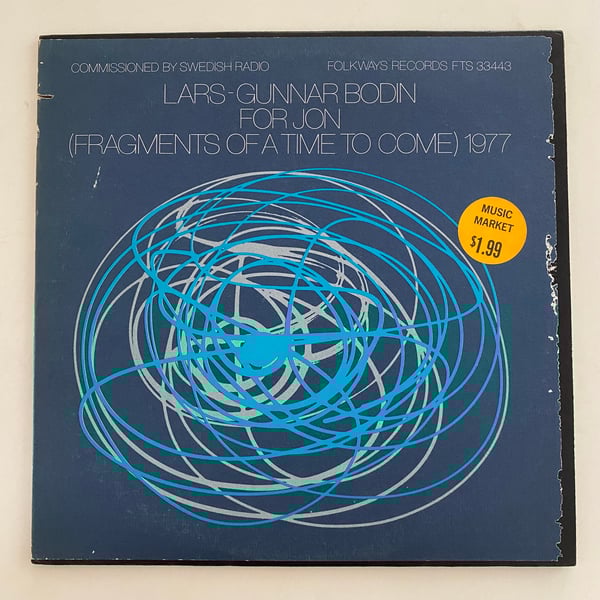 COMMISSIONED BY SWEDISH RADIO
FOLKWAYS RECORDS FTS 33443
LARS-GUNNAR BODIN
FOR JON
(FRAGMENTS OF A TIME TO COME) 1977
MUSIC
MARKET
$1.99